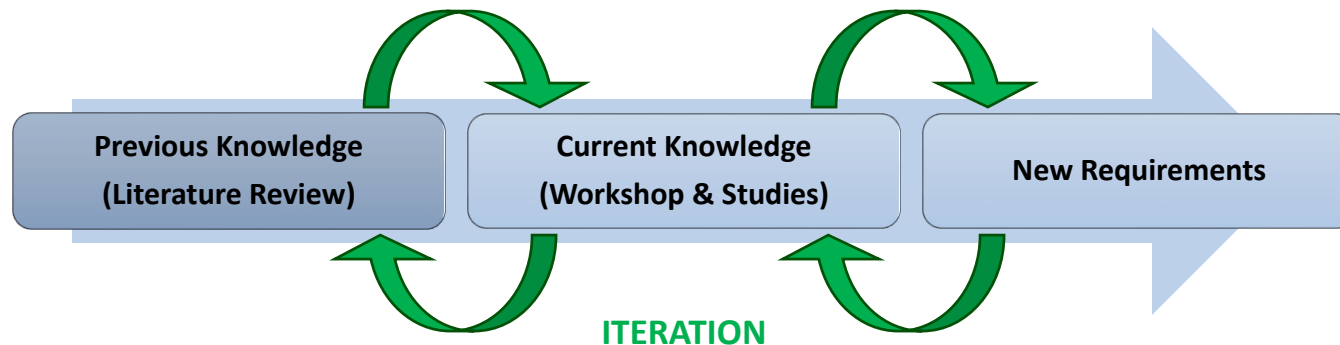 Previous Knowledge
(Literature Review)
Current Knowledge
(Workshop & Studies)
New Requirements
ITERATION